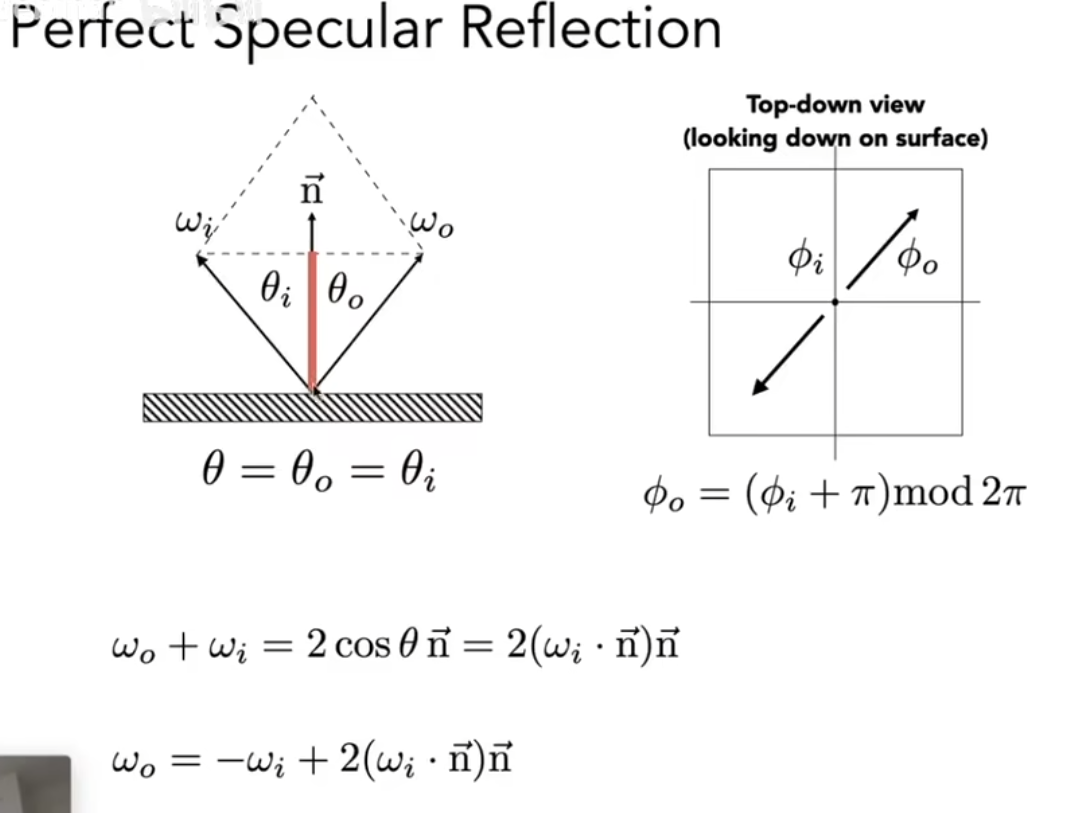 Perfect Specular Reflection
Top-down view
(looking down on surface)
n⃗
ωᵢ
ωₒ
θᵢ
θₒ
ϕᵢ
ϕₒ
θ = θₒ = θᵢ
ϕₒ = (ϕᵢ + π)mod 2π
ωₒ + ωᵢ = 2 cos θ n⃗ = 2(ωᵢ · n⃗)n⃗
ωₒ = −ωᵢ + 2(ωᵢ · n⃗)n⃗